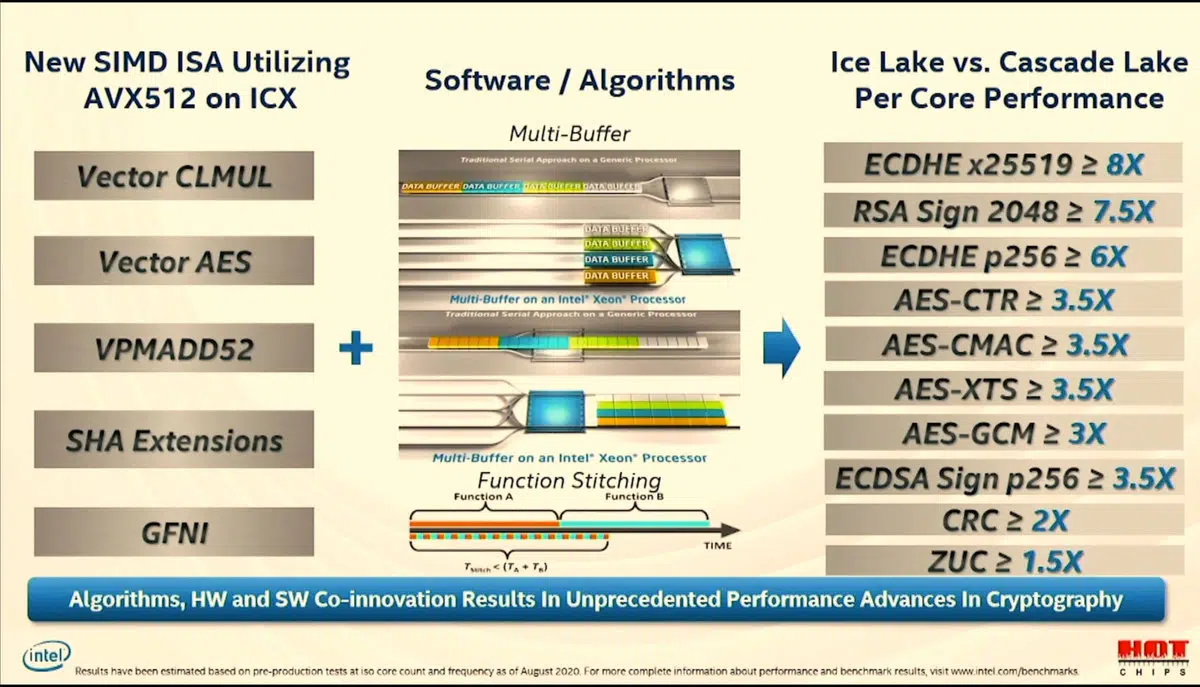 New SIMD ISA Utilizing
AVX512 on ICX
Vector CLMUL
Vector AES
VPMADD52
SHA Extensions
GFNI
Software / Algorithms
Multi-Buffer
Traditional Serial Approach on a Generic Processor
DATA BUFFER DATA BUFFER DATA BUFFER DATA BUFFER
DATA BUFFER
DATA BUFFER
DATA BUFFER
DATA BUFFER
Multi-Buffer on an Intel® Xeon® Processor
Traditional Serial Approach on a Generic Processor
Multi-Buffer on an Intel® Xeon® Processor
Function Stitching
Function A Function B
TIME
TStitch < (TA + TB)
Ice Lake vs. Cascade Lake
Per Core Performance
ECDHE x25519 ≥ 8X
RSA Sign 2048 ≥ 7.5X
ECDHE p256 ≥ 6X
AES-CTR ≥ 3.5X
AES-CMAC ≥ 3.5X
AES-XTS ≥ 3.5X
AES-GCM ≥ 3X
ECDSA Sign p256 ≥ 3.5X
CRC ≥ 2X
ZUC ≥ 1.5X
Algorithms, HW and SW Co-innovation Results In Unprecedented Performance Advances In Cryptography
intel
Results have been estimated based on pre-production tests at iso core count and frequency as of August 2020. For more complete information about performance and benchmark results, visit www.intel.com/benchmarks.
HOT
CHIPS